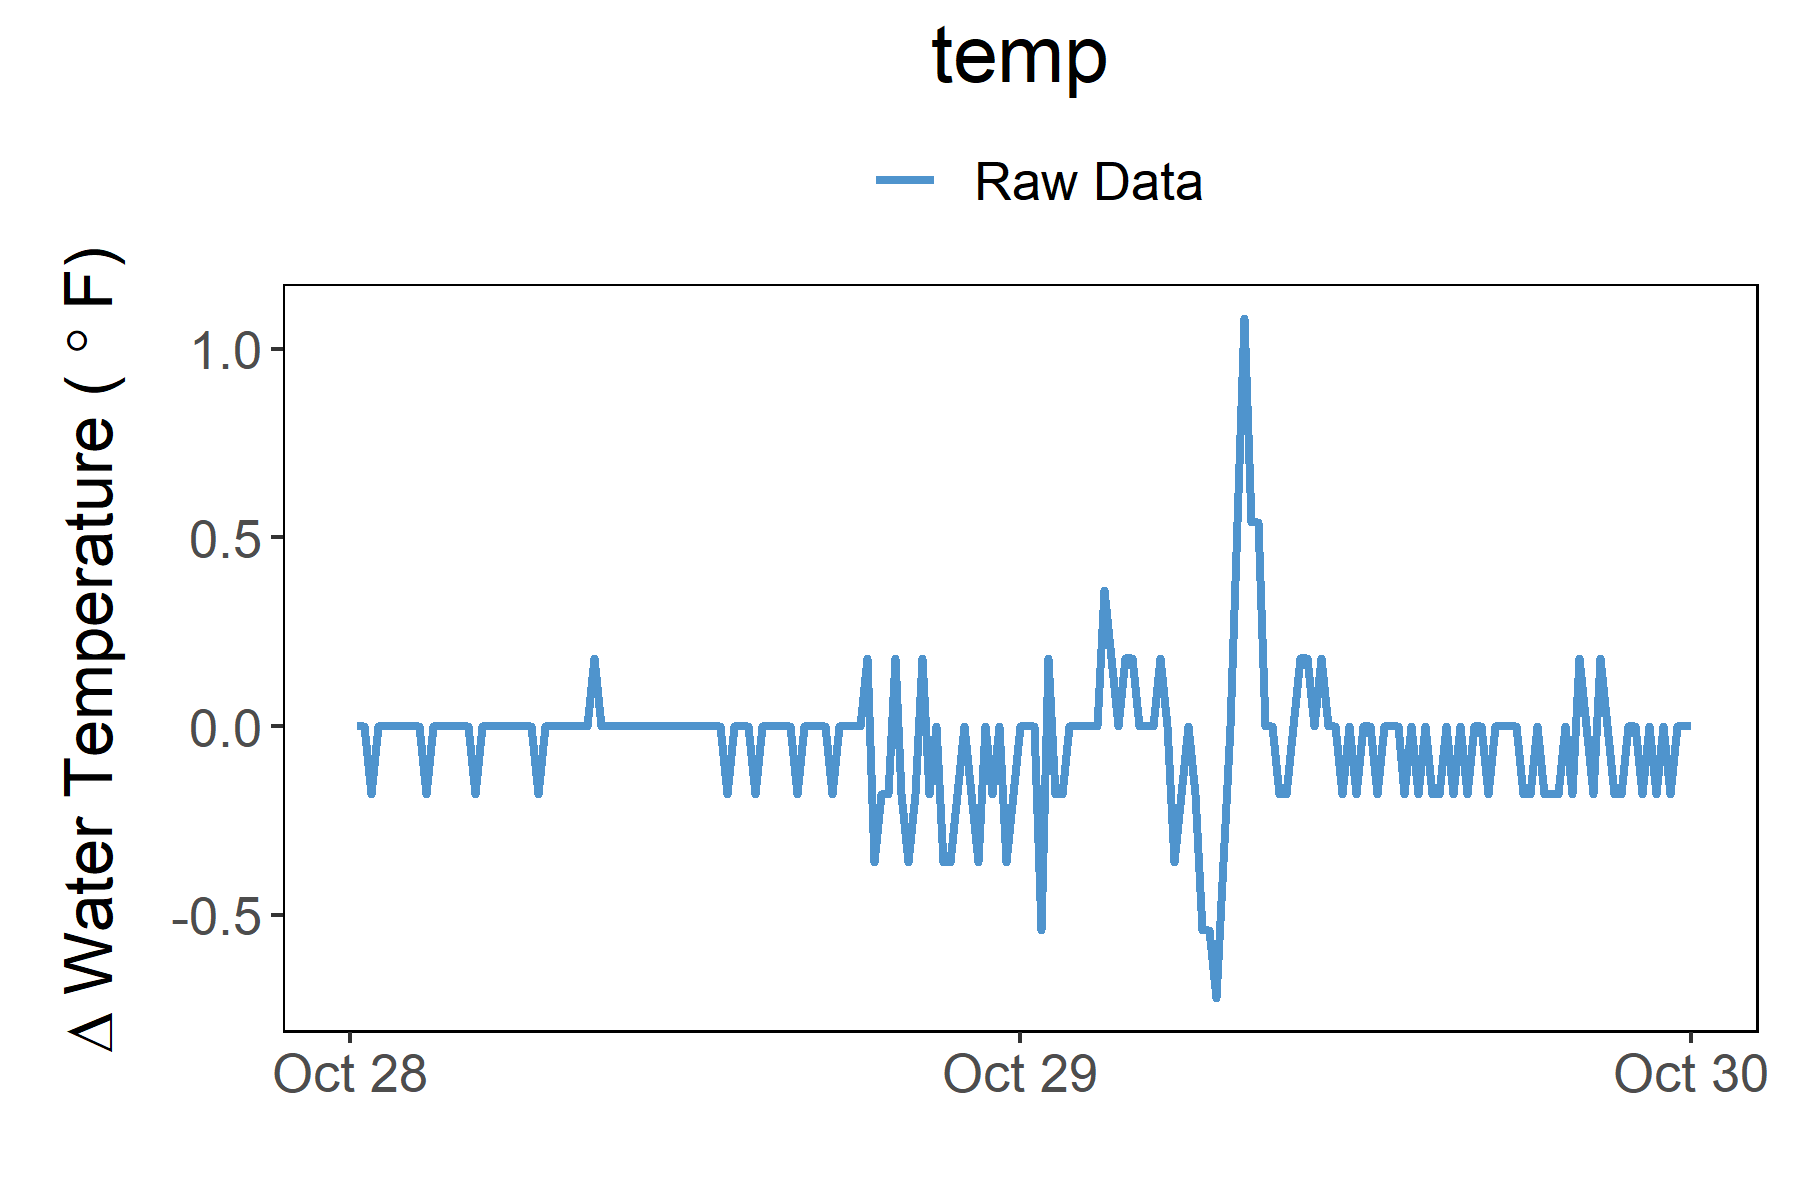 temp
Raw Data
Δ Water Temperature ( ° F)
1.0
0.5
0.0
-0.5
Oct 28
Oct 29
Oct 30